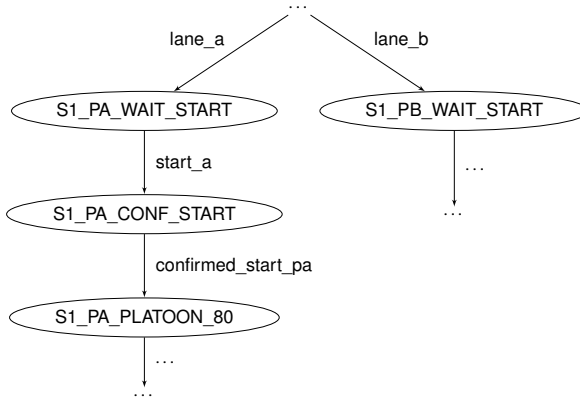 ...
lane_a
lane_b
S1_PA_WAIT_START
S1_PB_WAIT_START
start_a
...
S1_PA_CONF_START
...
confirmed_start_pa
S1_PA_PLATOON_80
...
...